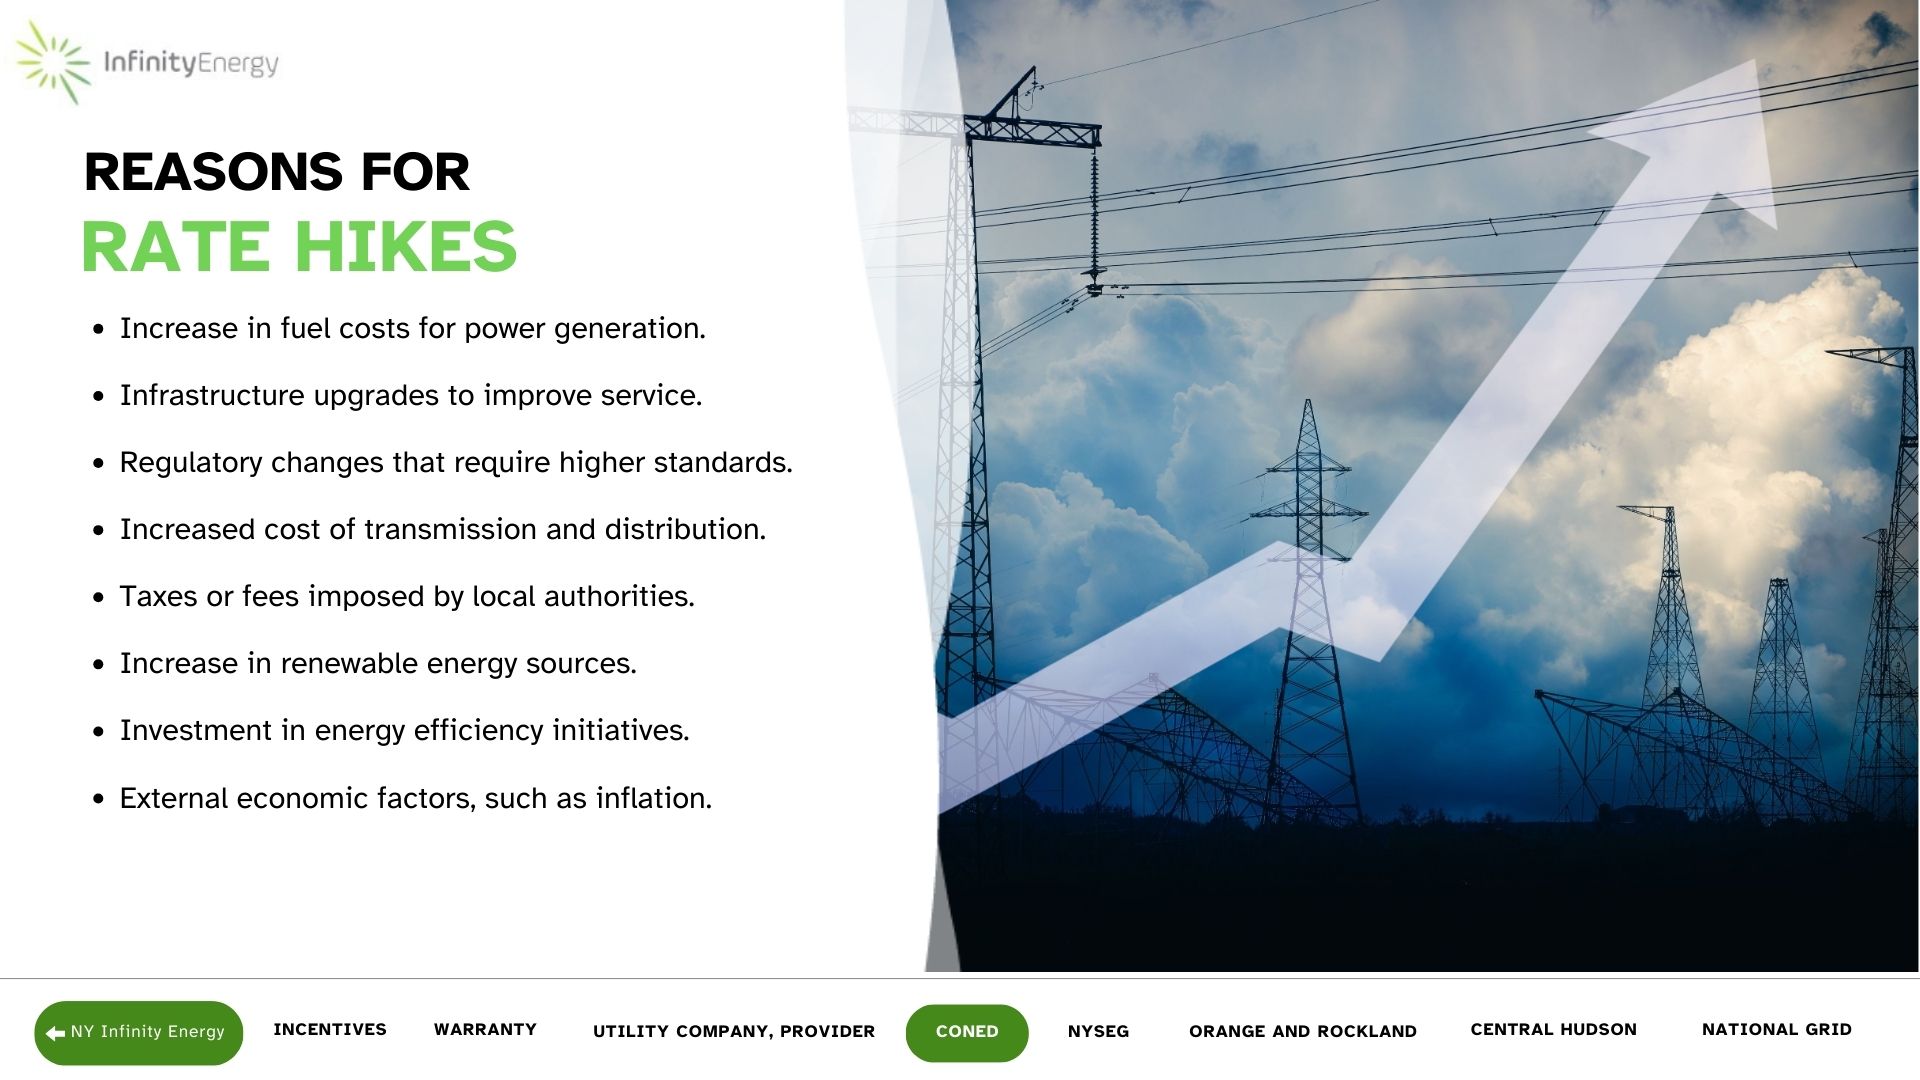 InfinityEnergy
REASONS FOR
RATE HIKES
• Increase in fuel costs for power generation.
• Infrastructure upgrades to improve service.
• Regulatory changes that require higher standards.
• Increased cost of transmission and distribution.
• Taxes or fees imposed by local authorities.
• Increase in renewable energy sources.
• Investment in energy efficiency initiatives.
• External economic factors, such as inflation.
NY Infinity Energy
INCENTIVES
WARRANTY
UTILITY COMPANY, PROVIDER
CONED
NYSEG
ORANGE AND ROCKLAND
CENTRAL HUDSON
NATIONAL GRID